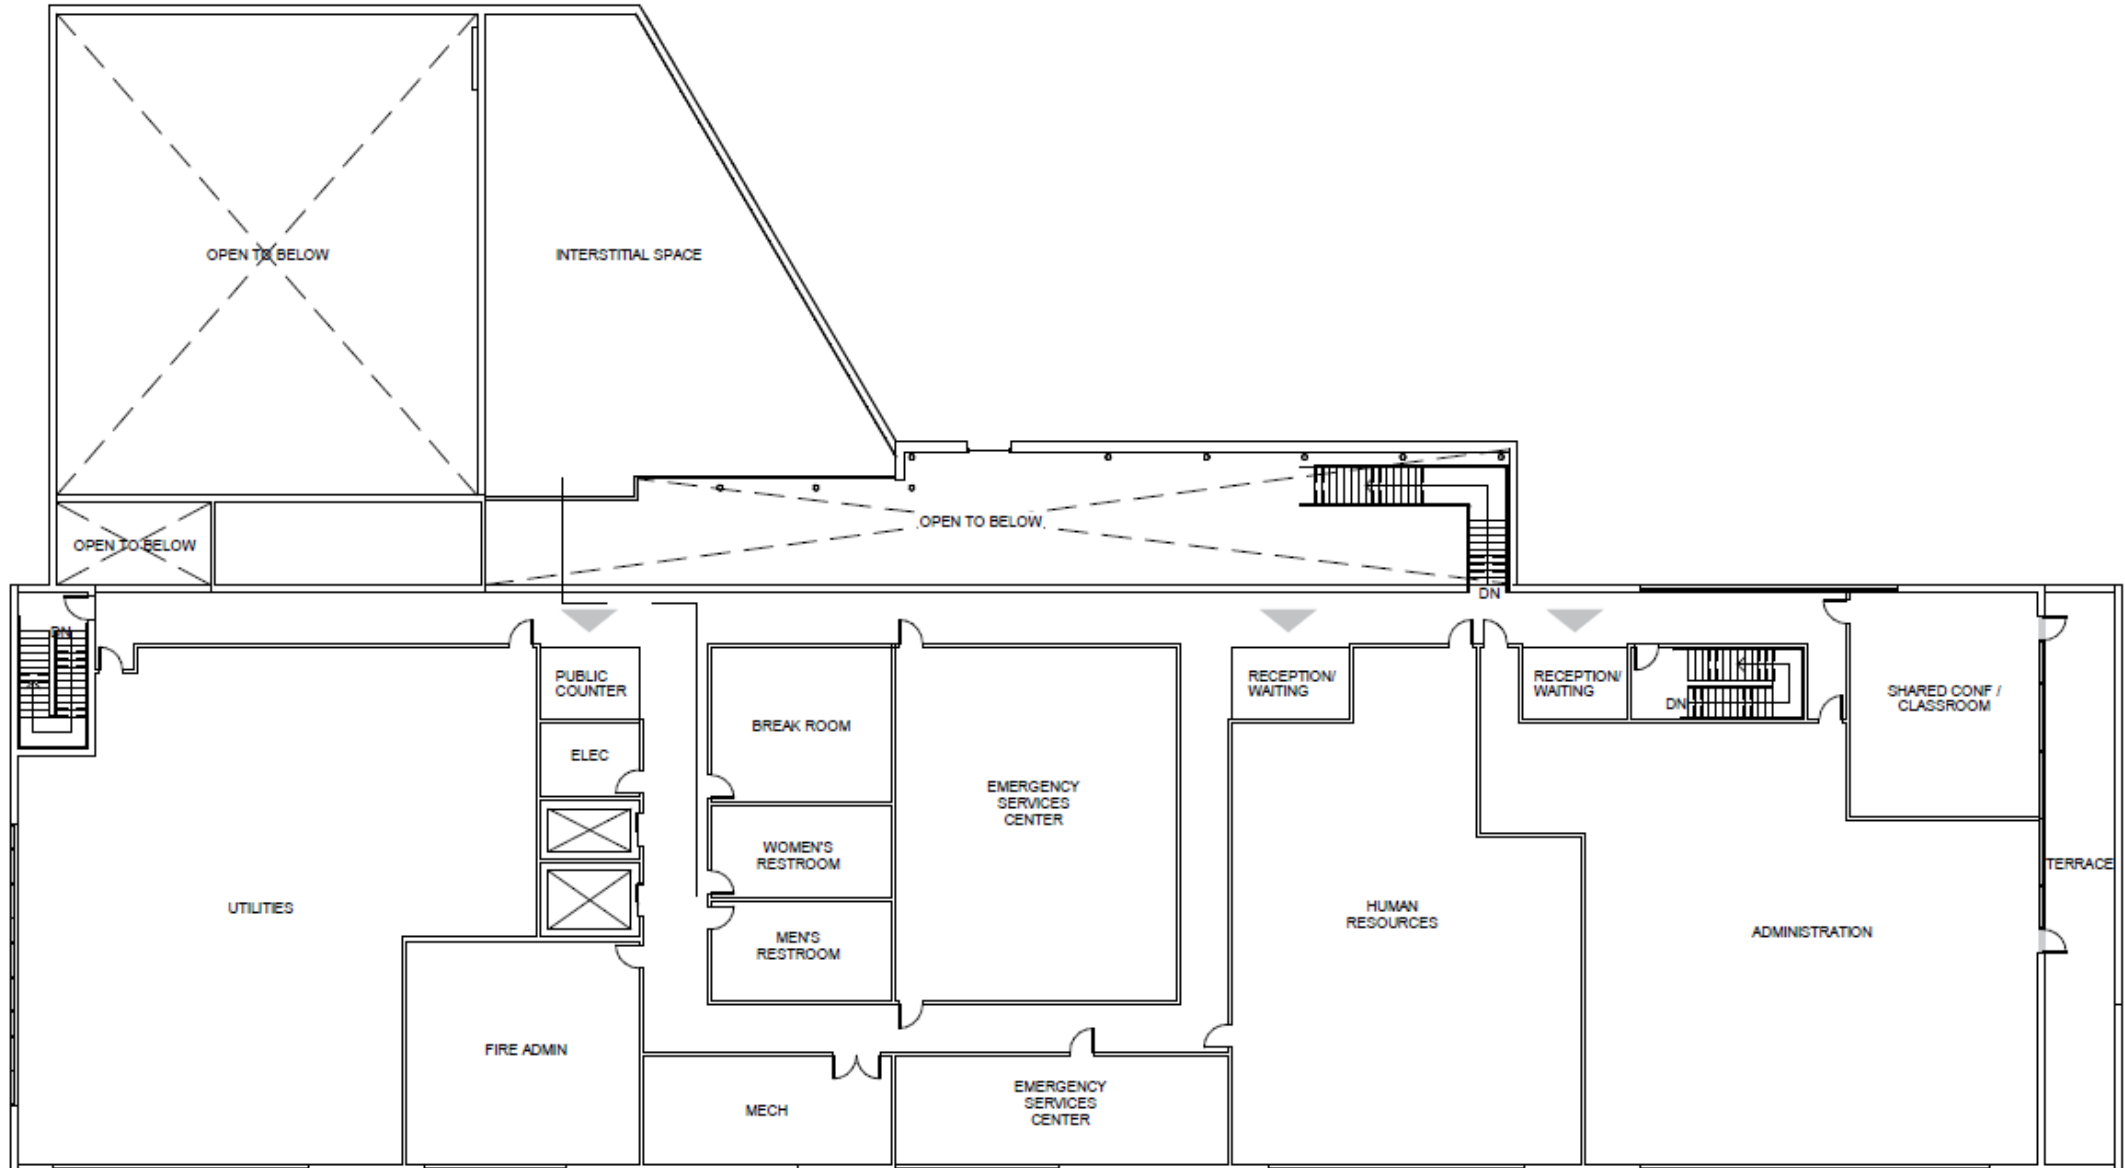 OPEN TO BELOW
INTERSTITIAL SPACE
OPEN TO BELOW
OPEN TO BELOW
DN
DN
PUBLIC
COUNTER
RECEPTION/
WAITING
RECEPTION/
WAITING
DN
SHARED CONF /
CLASSROOM
BREAK ROOM
ELEC
EMERGENCY
SERVICES
CENTER
WOMEN'S
RESTROOM
TERRACE
UTILITIES
HUMAN
RESOURCES
ADMINISTRATION
MEN'S
RESTROOM
FIRE ADMIN
MECH
EMERGENCY
SERVICES
CENTER